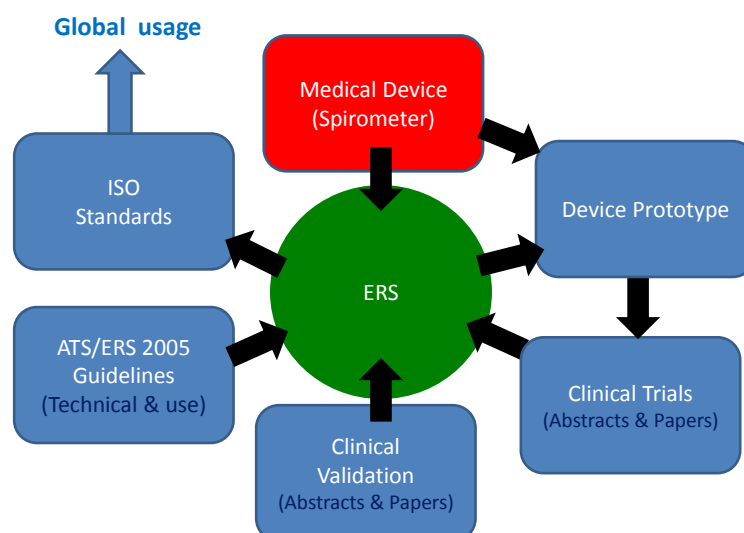 Global usage
Medical Device
(Spirometer)
ISO
Standards
Device Prototype
ERS
ATS/ERS 2005
Guidelines
(Technical & use)
Clinical Trials
(Abstracts & Papers)
Clinical
Validation
(Abstracts & Papers)